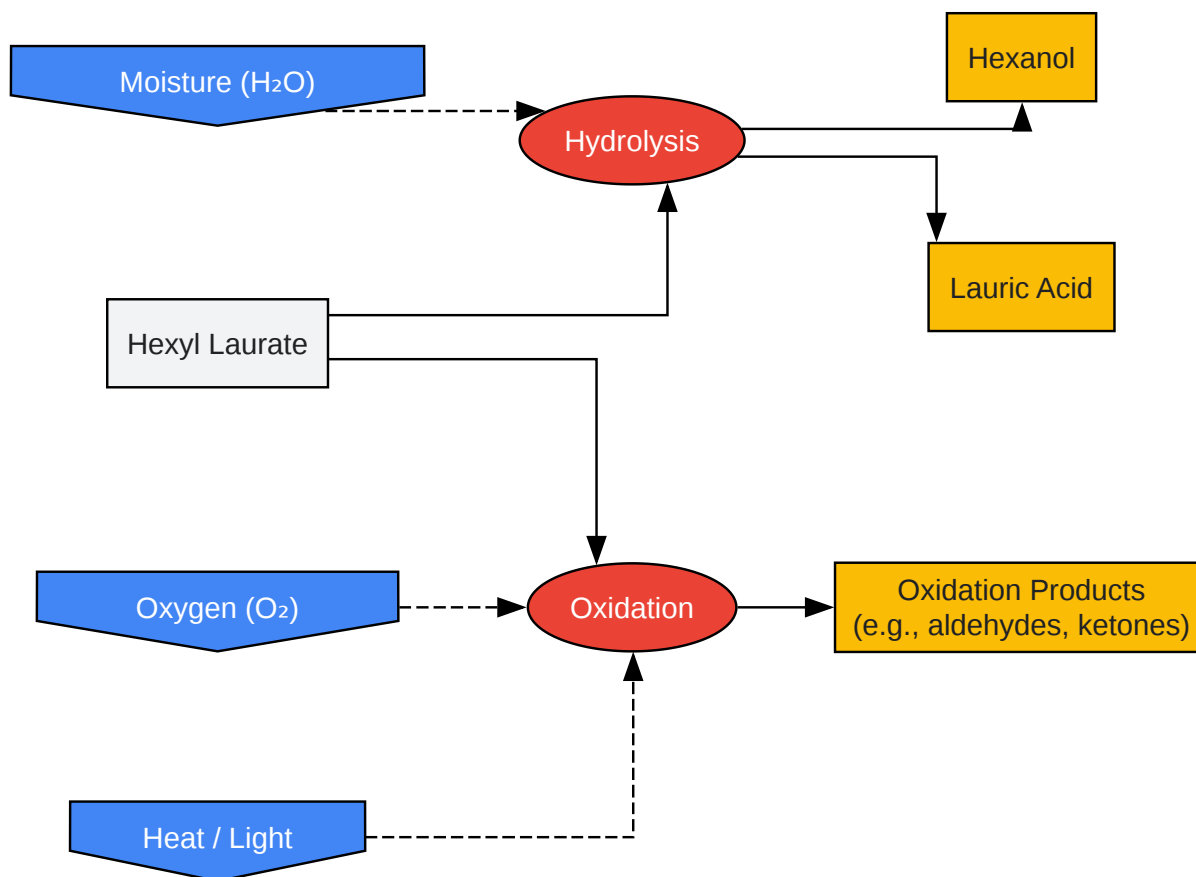 Hexanol
Moisture (H₂O)
Hydrolysis
Lauric Acid
Hexyl Laurate
Oxidation Products
(e.g., aldehydes, ketones)
Oxygen (O₂)
Oxidation
Heat / Light